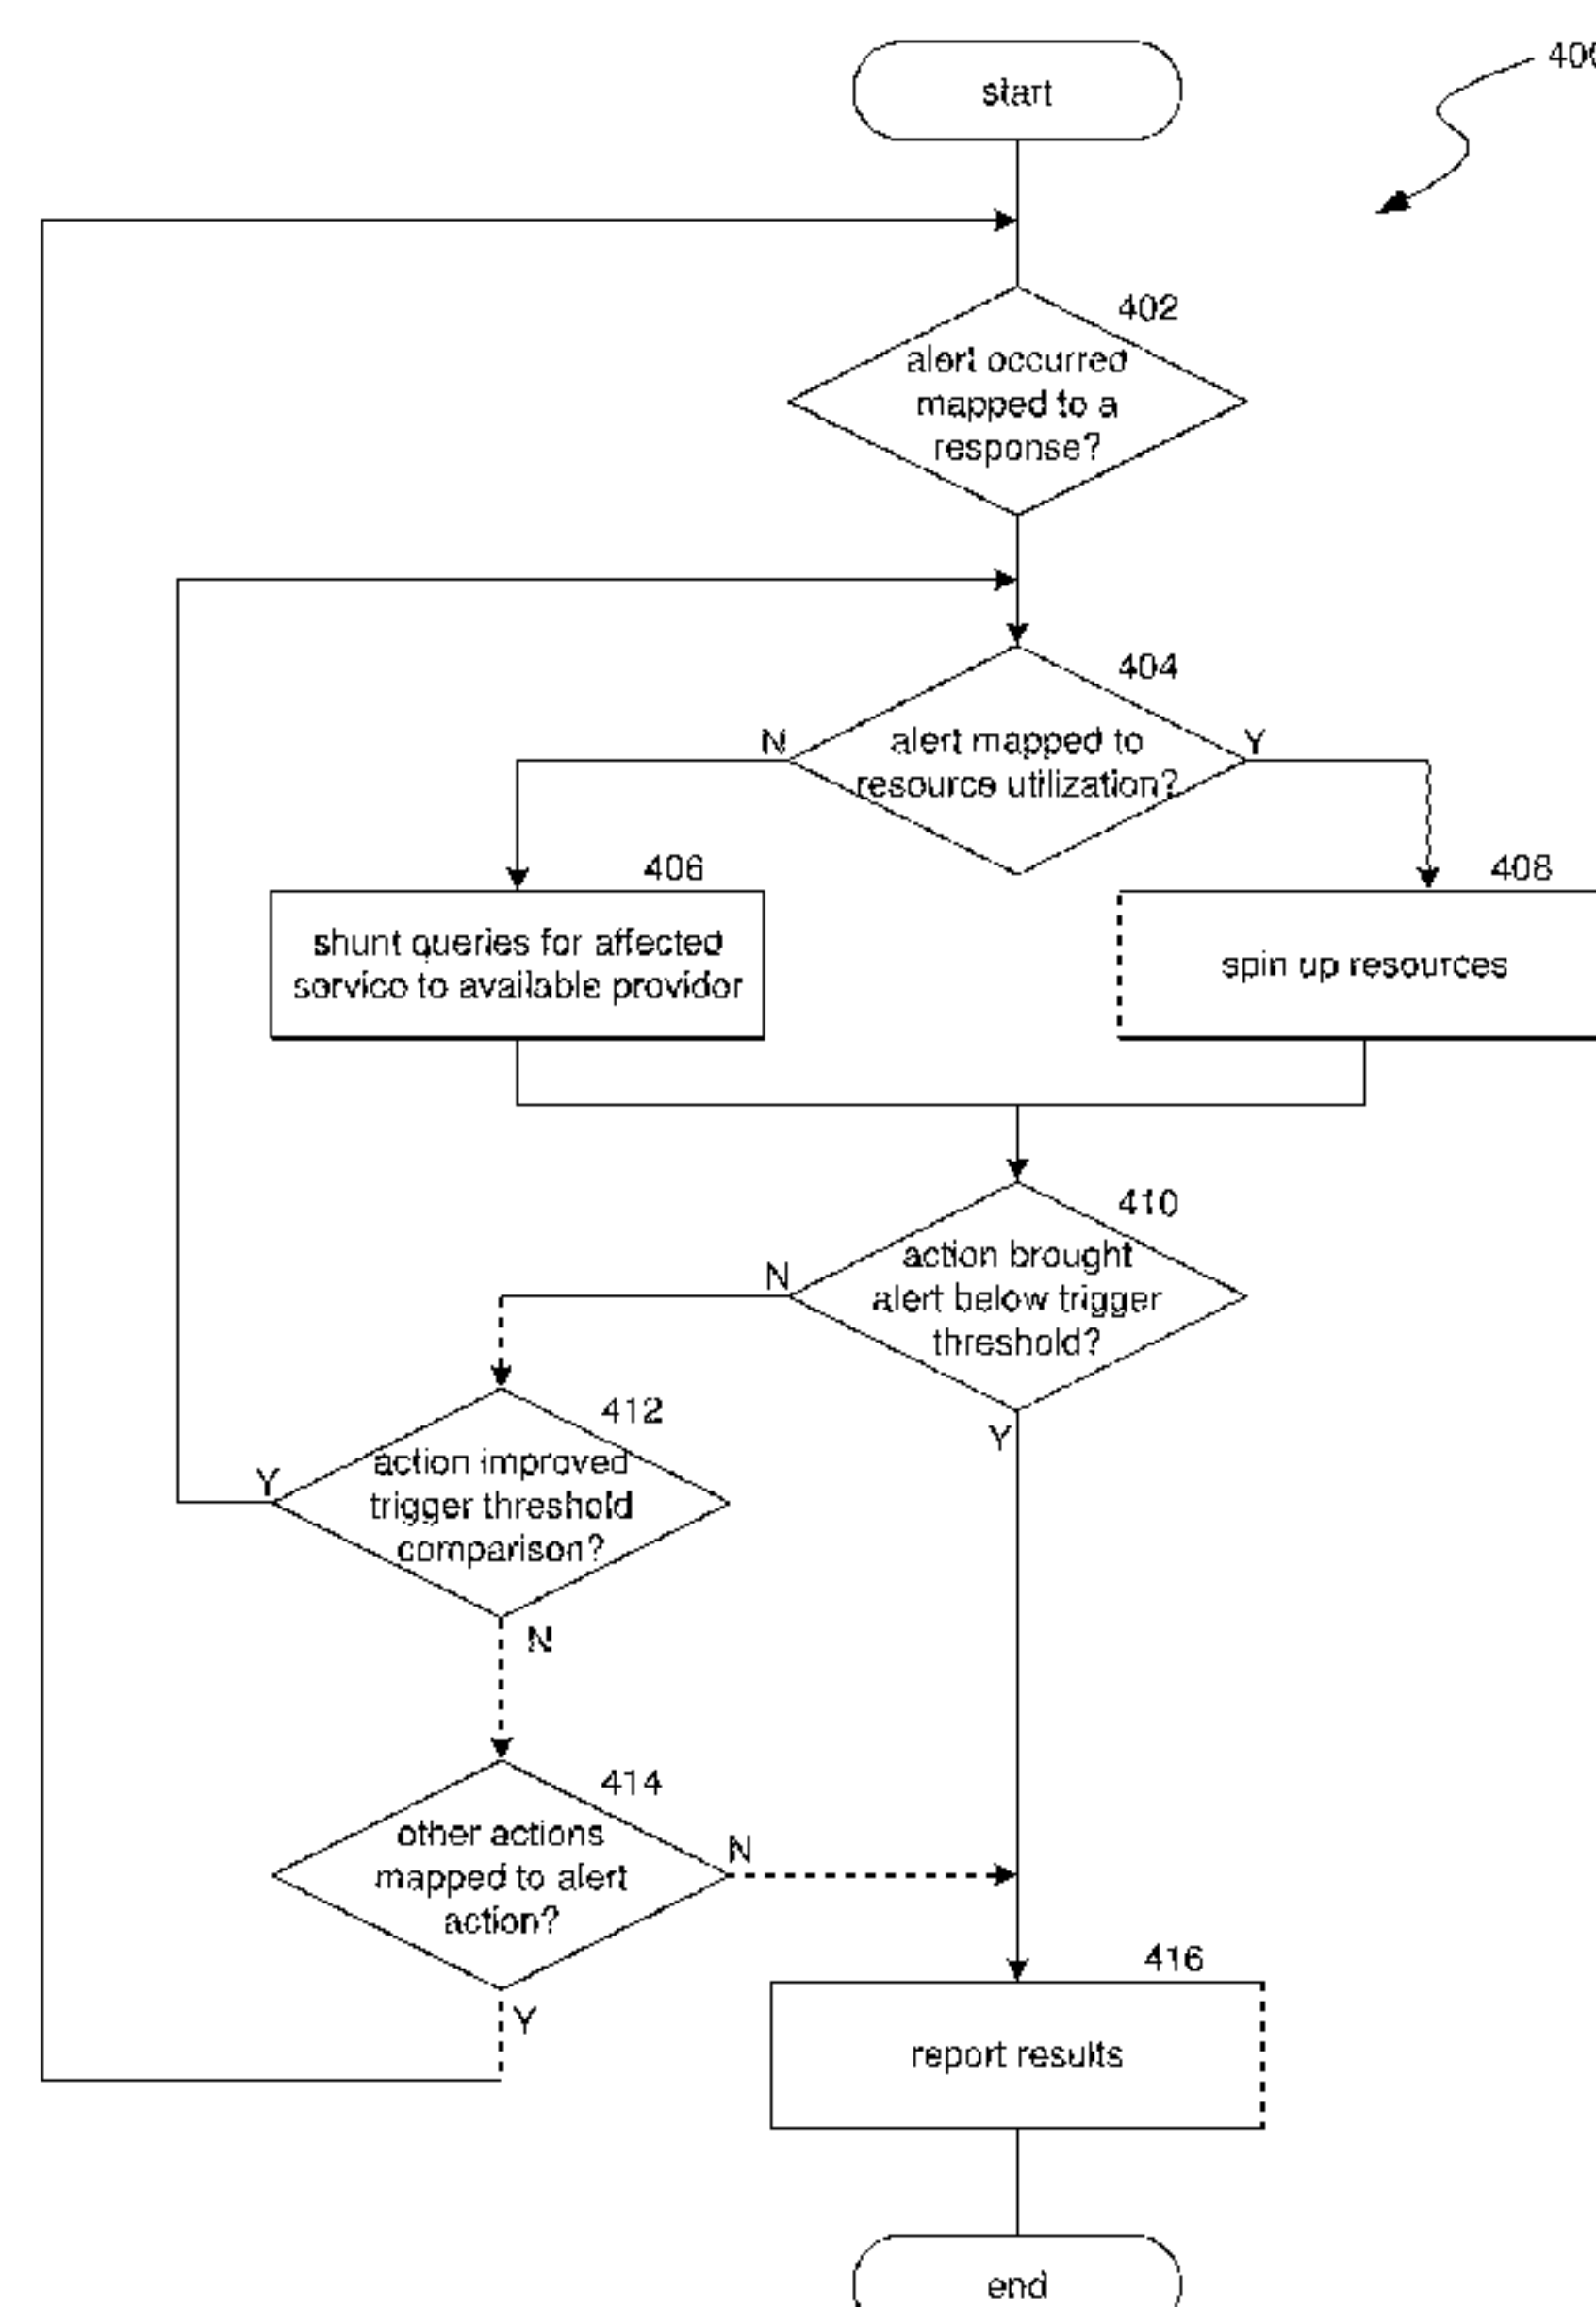 start
400
402
alert occurred
mapped to a
response?
404
N
alert mapped to
resource utilization?
Y
406
shunt queries for affected
service to available providor
408
spin up resources
410
N
action brought
alert below trigger
threshold?
Y
412
Y
action improved
trigger threshold
comparison?
N
414
other actions
mapped to alert
action?
N
Y
416
report results
end